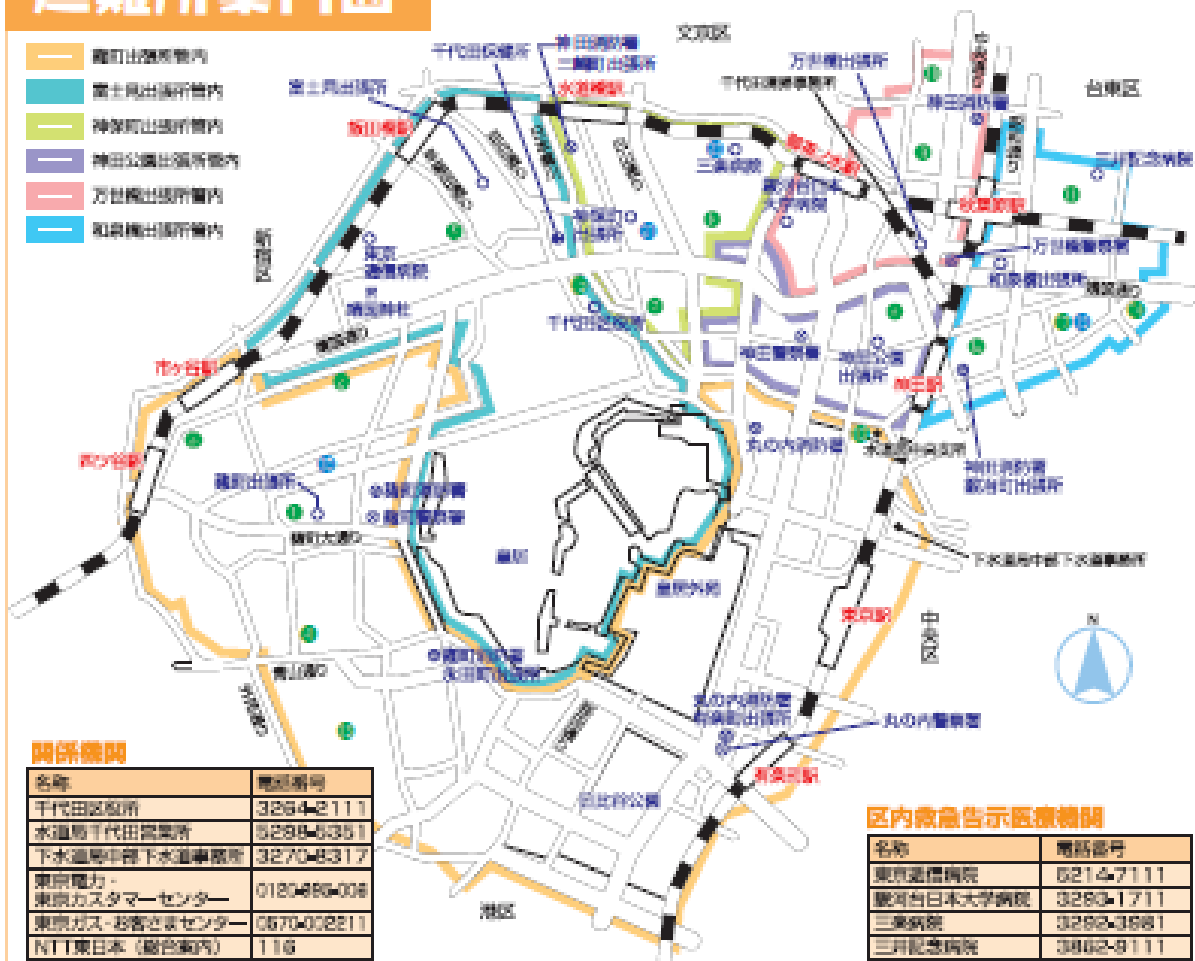 避難所案内図
麹町出張所管内
富士見出張所管内
神保町出張所管内
神田公園出張所管内
万世橋出張所管内
和泉橋出張所管内
文京区
台東区
新宿区
中央区
港区
千代田保健所
神田消防署
三崎町出張所
水道橋駅
富士見出張所
飯田橋駅
万世橋出張所
神田消防署
三井記念病院
三楽病院
御茶ノ水駅
駿河台日本
大学病院
秋葉原駅
神保町
出張所
万世橋警察署
和泉橋出張所
靖国通り
東京
逓信病院
靖国神社
靖国通り
千代田区役所
神田警察署
神田公園
出張所
神田駅
市ヶ谷駅
四ツ谷駅
麹町出張所
麹町消防署
麹町警察署
麹町大通り
丸の内消防署
神田消防署
鍛冶町出張所
下水道局中部下水道事務所
皇居
皇居外苑
東京駅
N
麹町消防署
永田町出張所
青山通り
外堀通り
丸の内消防署
有楽町出張所
丸の内警察署
有楽町駅
日比谷公園
関係機関
名称 電話番号
千代田区役所 3264-2111
水道局千代田営業所
下水道局中部下水道事務所 3270-8317
東京電力・
東京カスタマーセンター
東京ガス・お客さまセンター 0570-002211
NTT東日本（総合案内） 116
区内救急告示医療機関
名称 電話番号
東京逓信病院 5214-7111
駿河台日本大学病院 3293-1711
三楽病院 3292-3981
三井記念病院 3862-9111